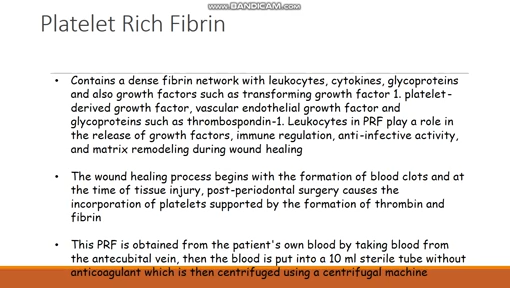 www.BANDICAM.com
Platelet Rich Fibrin
• Contains a dense fibrin network with leukocytes, cytokines, glycoproteins
and also growth factors such as transforming growth factor 1. platelet-
derived growth factor, vascular endothelial growth factor and
glycoproteins such as thrombospondin-1. Leukocytes in PRF play a role in
the release of growth factors, immune regulation, anti-infective activity,
and matrix remodeling during wound healing
• The wound healing process begins with the formation of blood clots and at
the time of tissue injury, post-periodontal surgery causes the
incorporation of platelets supported by the formation of thrombin and
fibrin
• This PRF is obtained from the patient's own blood by taking blood from
the antecubital vein, then the blood is put into a 10 ml sterile tube without
anticoagulant which is then centrifuged using a centrifugal machine